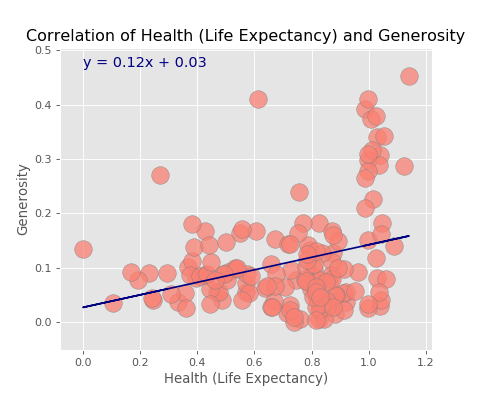 Correlation of Health (Life Expectancy) and Generosity
y = 0.12x + 0.03
Generosity
0.5
0.4
0.3
0.2
0.1
0.0
0.0 0.2 0.4 0.6 0.8 1.0 1.2
Health (Life Expectancy)